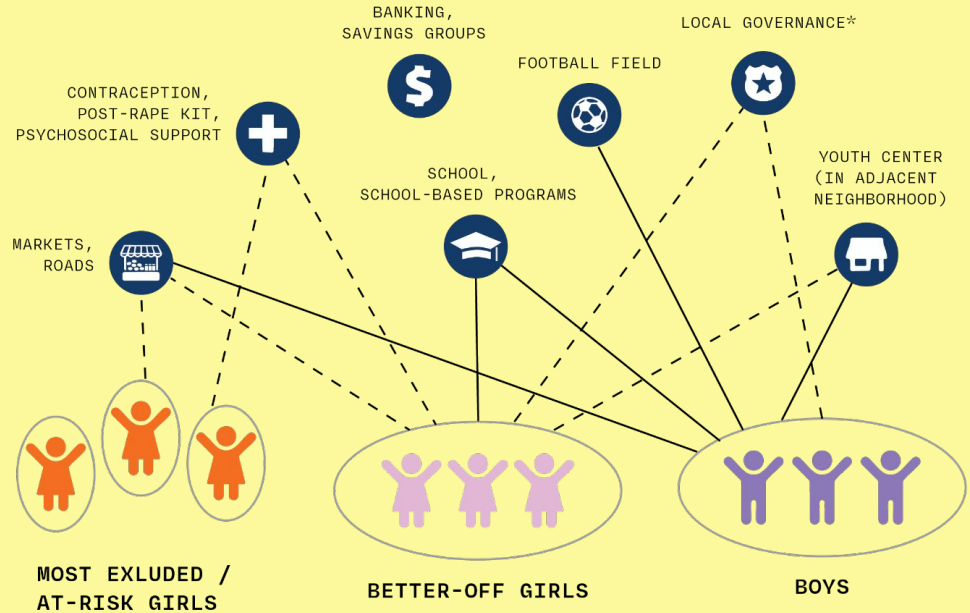 BANKING,
SAVINGS GROUPS
LOCAL GOVERNANCE*
FOOTBALL FIELD
CONTRACEPTION,
POST-RAPE KIT,
PSYCHOSOCIAL SUPPORT
$
YOUTH CENTER
(IN ADJACENT
NEIGHBORHOOD)
SCHOOL,
SCHOOL-BASED PROGRAMS
MARKETS,
ROADS
MOST EXLUDED /
AT-RISK GIRLS
BETTER-OFF GIRLS
BOYS